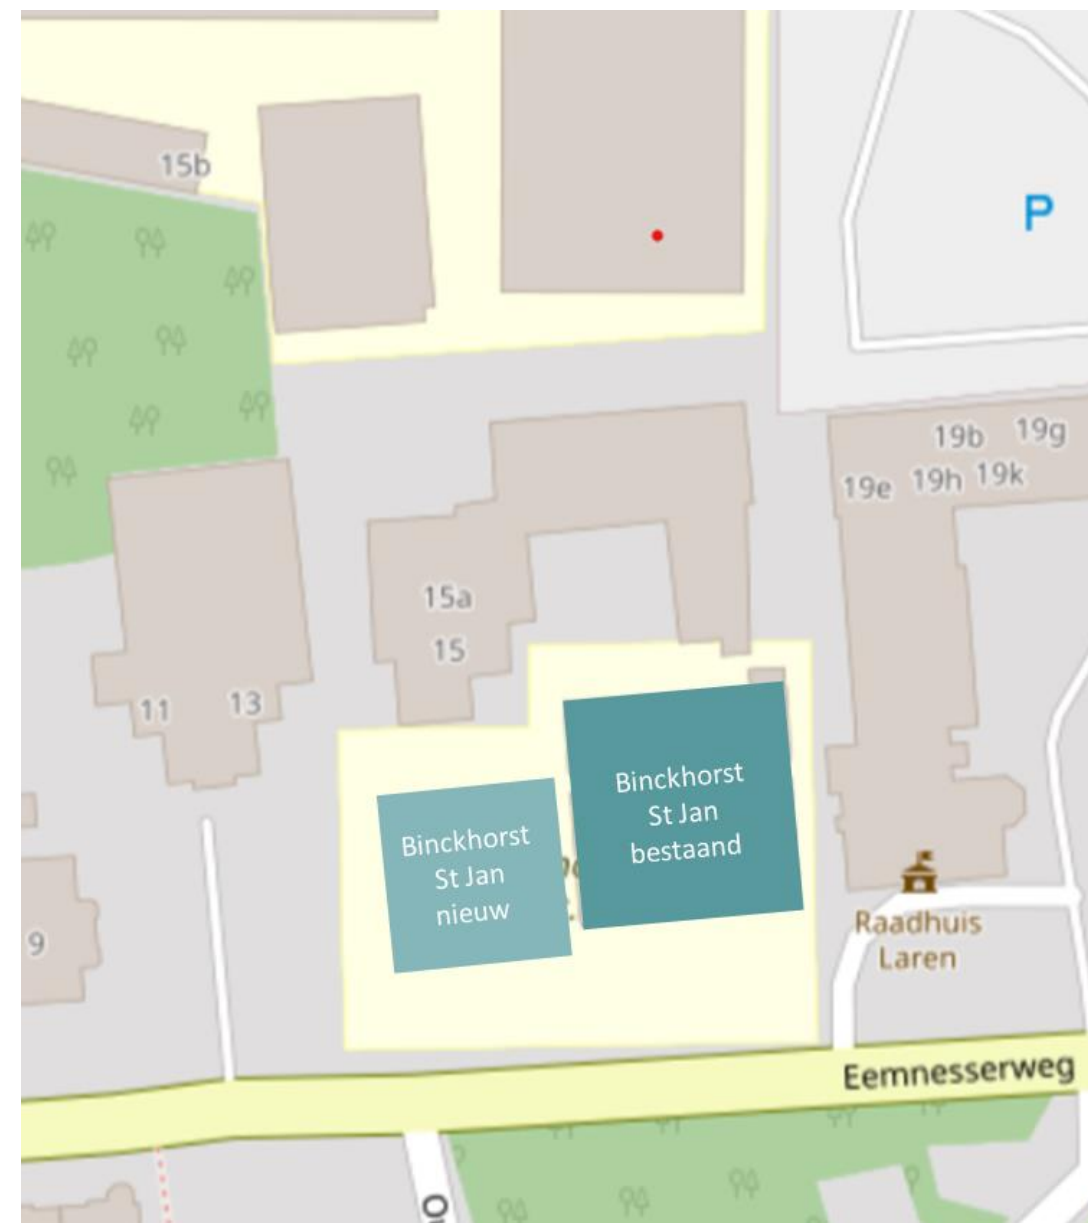 15b
P
19b
19g
19e
19h
19k
15a
15
11
13
Binckhorst
St Jan
bestaand
Binckhorst
St Jan
nieuw
9
Raadhuis
Laren
Eemnesserweg